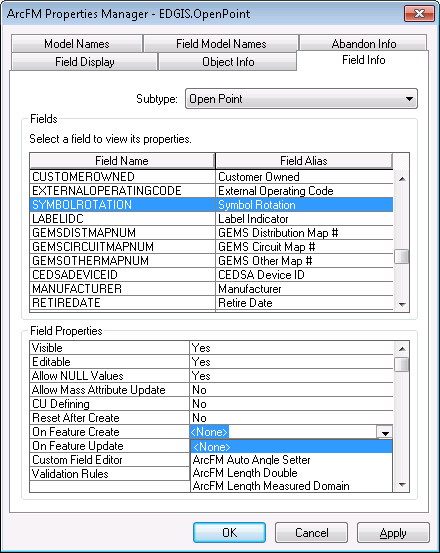 ArcFM Properties Manager - EDGIS.OpenPoint
Model Names Field Model Names Abandon Info
Field Display Object Info Field Info
Subtype: Open Point
Fields
Select a field to view its properties.
Field Name Field Alias
CUSTOMEROWNED Customer Owned
EXTERNALOPERATINGCODE External Operating Code
SYMBOLROTATION Symbol Rotation
LABELIDC Label Indicator
GEMSDISTMAPNUM GEMS Distribution Map #
GEMSCIRCUITMAPNUM GEMS Circuit Map #
GEMSOTHERMAPNUM GEMS Other Map #
CEDSADEVICEID CEDSA Device ID
MANUFACTURER Manufacturer
RETIREDATE Retire Date
Field Properties
Visible Yes
Editable Yes
Allow NULL Values Yes
Allow Mass Attribute Update No
CU Defining No
Reset After Create No
On Feature Create <None>
On Feature Update <None>
Custom Field Editor ArcFM Auto Angle Setter
Validation Rules ArcFM Length Double
ArcFM Length Measured Domain
OK Cancel Apply